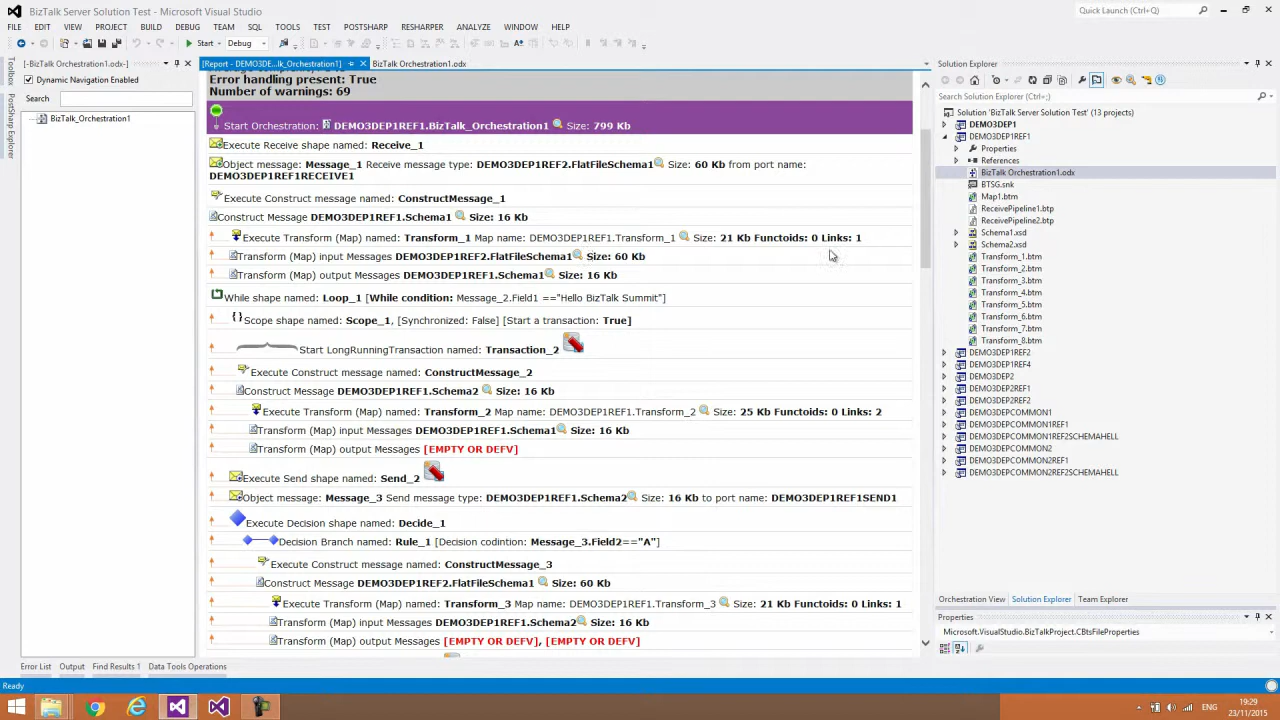 BizTalk Server Solution Test - Microsoft Visual Studio
Quick Launch (Ctrl+;)
FILE EDIT VIEW PROJECT BUILD DEBUG TEAM SQL TOOLS TEST POSTSHARP RESHARPER ANALYZE WINDOW HELP
Start Debug
[-BizTalk Orchestration1.odx-]
[Report - DEMO3DE...lk_Orchestration1]
BizTalk Orchestration1.odx
Solution Explorer
Toolbox
PostSharp Explorer
Dynamic Navigation Enabled
Search
BizTalk_Orchestration1
Error handling present: True
Number of warnings: 69
Start Orchestration: DEMO3DEP1REF1.BizTalk_Orchestration1 Size: 799 Kb
Execute Receive shape named: Receive_1
Object message: Message_1 Receive message type: DEMO3DEP1REF2.FlatFileSchema1 Size: 60 Kb from port name:
DEMO3DEP1REF1RECEIVE1
Execute Construct message named: ConstructMessage_1
Construct Message DEMO3DEP1REF1.Schema1 Size: 16 Kb
Execute Transform (Map) named: Transform_1 Map name: DEMO3DEP1REF1.Transform_1 Size: 21 Kb Functoids: 0 Links: 1
Transform (Map) input Messages DEMO3DEP1REF2.FlatFileSchema1 Size: 60 Kb
Transform (Map) output Messages DEMO3DEP1REF1.Schema1 Size: 16 Kb
While shape named: Loop_1 [While condition: Message_2.Field1 =="Hello BizTalk Summit"]
{} Scope shape named: Scope_1, [Synchronized: False] [Start a transaction: True]
Start LongRunningTransaction named: Transaction_2
Execute Construct message named: ConstructMessage_2
Construct Message DEMO3DEP1REF1.Schema2 Size: 16 Kb
Execute Transform (Map) named: Transform_2 Map name: DEMO3DEP1REF1.Transform_2 Size: 25 Kb Functoids: 0 Links: 2
Transform (Map) input Messages DEMO3DEP1REF1.Schema1 Size: 16 Kb
Transform (Map) output Messages [EMPTY OR DEFV]
Execute Send shape named: Send_2
Object message: Message_3 Send message type: DEMO3DEP1REF1.Schema2 Size: 16 Kb to port name: DEMO3DEP1REF1SEND1
Execute Decision shape named: Decide_1
Decision Branch named: Rule_1 [Decision codintion: Message_3.Field2=="A"]
Execute Construct message named: ConstructMessage_3
Construct Message DEMO3DEP1REF2.FlatFileSchema1 Size: 60 Kb
Execute Transform (Map) named: Transform_3 Map name: DEMO3DEP1REF1.Transform_3 Size: 21 Kb Functoids: 0 Links: 1
Transform (Map) input Messages DEMO3DEP1REF1.Schema2 Size: 16 Kb
Transform (Map) output Messages [EMPTY OR DEFV], [EMPTY OR DEFV]
Search Solution Explorer (Ctrl+;)
Solution 'BizTalk Server Solution Test' (13 projects)
DEMO3DEP1
DEMO3DEP1REF1
Properties
References
BizTalk Orchestration1.odx
BTSG.snk
Map1.btm
ReceivePipeline1.btp
ReceivePipeline2.btp
Schema1.xsd
Schema2.xsd
Transform_1.btm
Transform_2.btm
Transform_3.btm
Transform_4.btm
Transform_5.btm
Transform_6.btm
Transform_7.btm
Transform_8.btm
DEMO3DEP1REF2
DEMO3DEP1REF4
DEMO3DEP2
DEMO3DEP2REF1
DEMO3DEP2REF2
DEMO3DEPCOMMON1
DEMO3DEPCOMMON1REF1
DEMO3DEPCOMMON1REF2SCHEMAHELL
DEMO3DEPCOMMON2
DEMO3DEPCOMMON2REF1
DEMO3DEPCOMMON2REF2SCHEMAHELL
Orchestration View Solution Explorer Team Explorer
Properties
Microsoft.VisualStudio.BizTalkProject.CBtsFileProperties
Error List Output Find Results 1 Data Tools Operations
Ready
ENG
19:29
23/11/2015